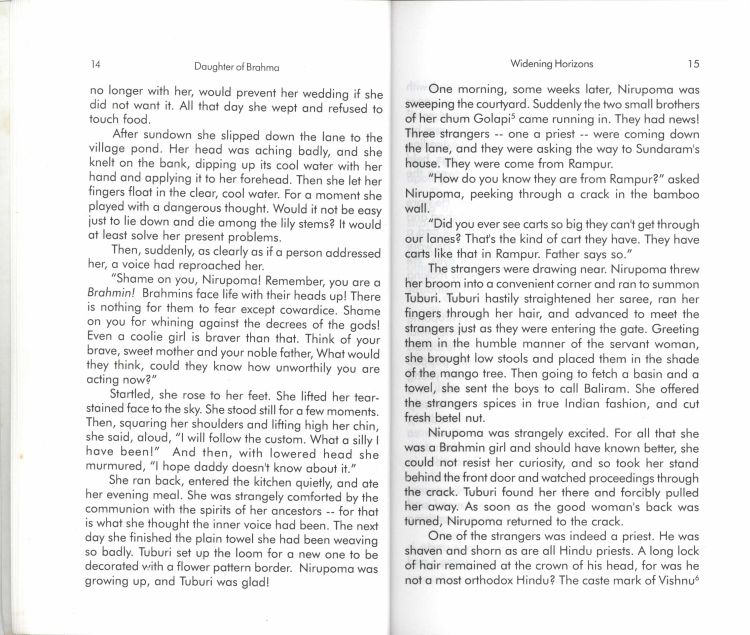 14
Daughter of Brahma
no longer with her, would prevent her wedding if she
did not want it. All that day she wept and refused to
touch food.
After sundown she slipped down the lane to the
village pond. Her head was aching badly, and she
knelt on the bank, dipping up its cool water with her
hand and applying it to her forehead. Then she let her
fingers float in the clear, cool water. For a moment she
played with a dangerous thought. Would it not be easy
just to lie down and die among the lily stems? It would
at least solve her present problems.
Then, suddenly, as clearly as if a person addressed
her, a voice had reproached her.
"Shame on you, Nirupoma! Remember, you are a
Brahmin! Brahmins face life with their heads up! There
is nothing for them to fear except cowardice. Shame
on you for whining against the decrees of the gods!
Even a coolie girl is braver than that. Think of your
brave, sweet mother and your noble father, What would
they think, could they know how unworthily you are
acting now?"
Startled, she rose to her feet. She lifted her tear-
stained face to the sky. She stood still for a few moments.
Then, squaring her shoulders and lifting high her chin,
she said, aloud, "I will follow the custom. What a silly I
have been!" And then, with lowered head she
murmured, "I hope daddy doesn't know about it."
She ran back, entered the kitchen quietly, and ate
her evening meal. She was strangely comforted by the
communion with the spirits of her ancestors -- for that
is what she thought the inner voice had been. The next
day she finished the plain towel she had been weaving
so badly. Tuburi set up the loom for a new one to be
decorated with a flower pattern border. Nirupoma was
growing up, and Tuburi was glad!
Widening Horizons
15
One morning, some weeks later, Nirupoma was
sweeping the courtyard. Suddenly the two small brothers
of her chum Golapi⁵ came running in. They had news!
Three strangers -- one a priest -- were coming down
the lane, and they were asking the way to Sundaram's
house. They were come from Rampur.
"How do you know they are from Rampur?" asked
Nirupoma, peeking through a crack in the bamboo
wall.
"Did you ever see carts so big they can't get through
our lanes? That's the kind of cart they have. They have
carts like that in Rampur. Father says so."
The strangers were drawing near. Nirupoma threw
her broom into a convenient corner and ran to summon
Tuburi. Tuburi hastily straightened her saree, ran her
fingers through her hair, and advanced to meet the
strangers just as they were entering the gate. Greeting
them in the humble manner of the servant woman,
she brought low stools and placed them in the shade
of the mango tree. Then going to fetch a basin and a
towel, she sent the boys to call Baliram. She offered
the strangers spices in true Indian fashion, and cut
fresh betel nut.
Nirupoma was strangely excited. For all that she
was a Brahmin girl and should have known better, she
could not resist her curiosity, and so took her stand
behind the front door and watched proceedings through
the crack. Tuburi found her there and forcibly pulled
her away. As soon as the good woman's back was
turned, Nirupoma returned to the crack.
One of the strangers was indeed a priest. He was
shaven and shorn as are all Hindu priests. A long lock
of hair remained at the crown of his head, for was he
not a most orthodox Hindu? The caste mark of Vishnu⁶